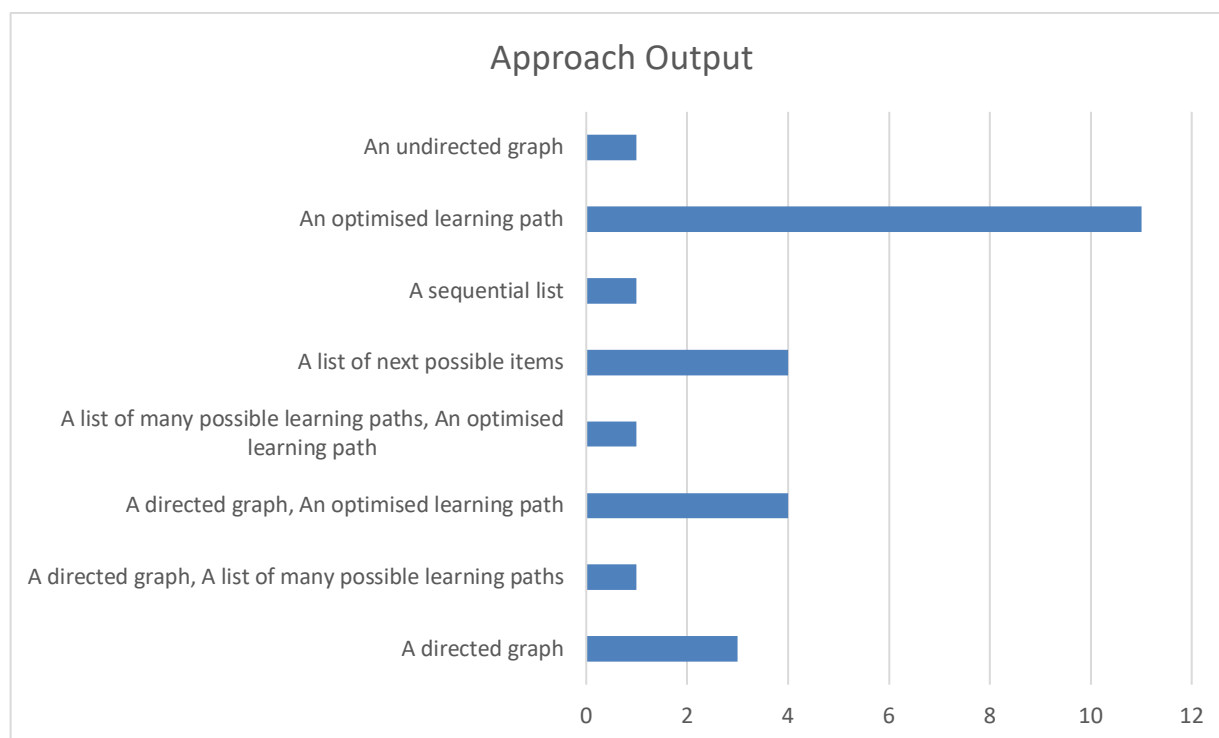 Approach Output
An undirected graph
An optimised learning path
A sequential list
A list of next possible items
A list of many possible learning paths, An optimised
learning path
A directed graph, An optimised learning path
A directed graph, A list of many possible learning paths
A directed graph
0 2 4 6 8 10 12